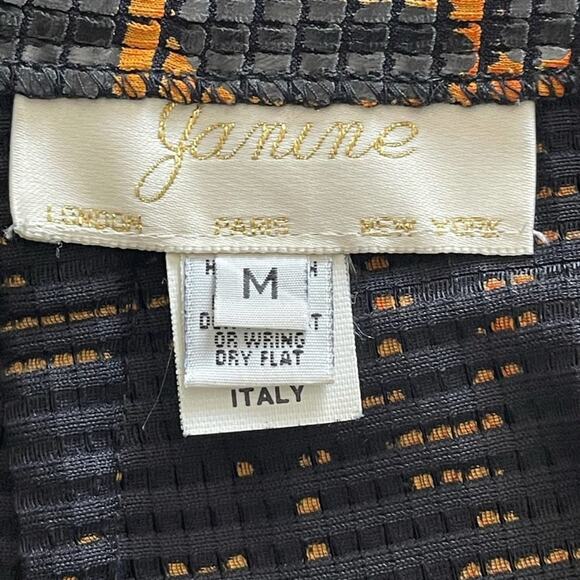 Janine
LONDON PARIS NEW YORK
M
OR WRING
DRY FLAT
ITALY